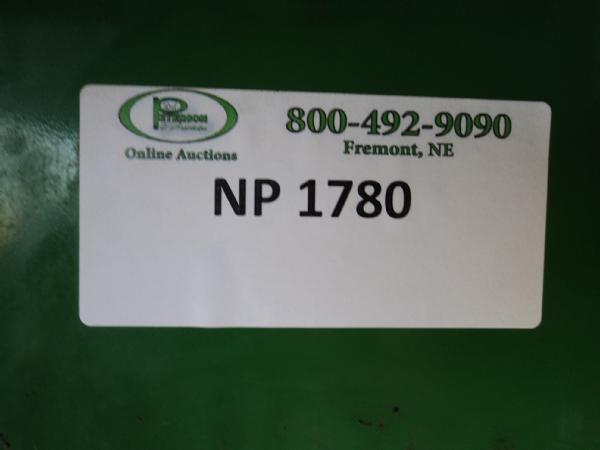 Online Auctions
800-492-9090
Fremont, NE
NP 1780